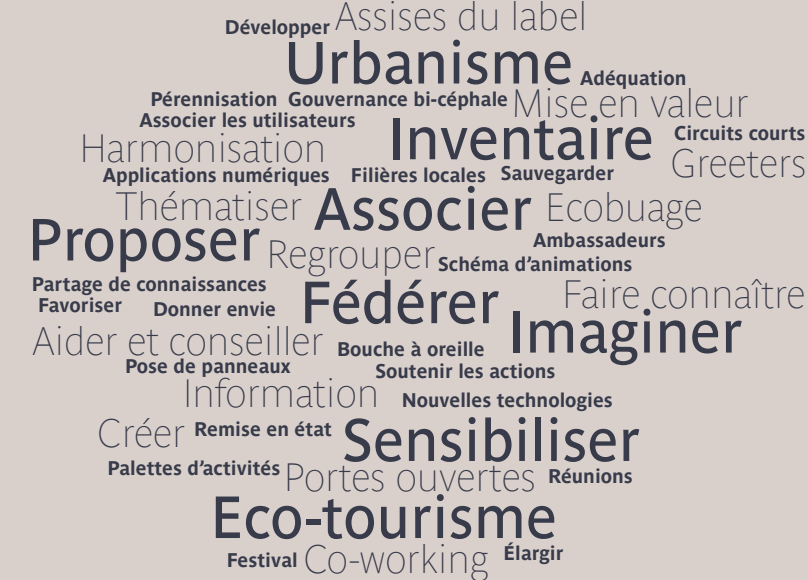 Développer Assises du label
Urbanisme Adéquation
Pérennisation Gouvernance bi-céphale Mise en valeur
Associer les utilisateurs Inventaire Circuits courts
Harmonisation Greeters
Applications numériques Filières locales Sauvegarder
Thématiser Associer Ecobuage
Proposer Regrouper Ambassadeurs
Schéma d’animations
Partage de connaissances
Favoriser Donner envie Fédérer Faire connaître
Aider et conseiller Bouche à oreille Imaginer
Pose de panneaux Soutenir les actions
Information Nouvelles technologies
Créer Remise en état Sensibiliser
Palettes d’activités Portes ouvertes Réunions
Eco-tourisme
Festival Co-working Élargir